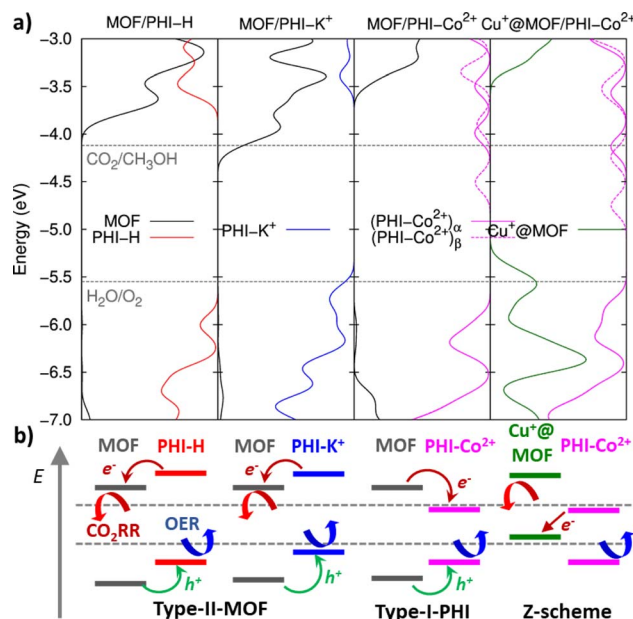 a)
MOF/PHI–H
MOF/PHI–K⁺
MOF/PHI–Co²⁺
Cu⁺@MOF/PHI–Co²⁺
Energy (eV)
−3.0
−3.5
−4.0
−4.5
−5.0
−5.5
−6.0
−6.5
−7.0
CO₂/CH₃OH
MOF
PHI–H
PHI–K⁺
(PHI–Co²⁺)α
(PHI–Co²⁺)β
Cu⁺@MOF
H₂O/O₂
b)
E
MOF PHI-H
e-
CO₂RR OER
h+
MOF PHI-K⁺
e-
h+
Type-II-MOF
MOF PHI-Co²⁺
e-
h+
Type-I-PHI
Cu⁺@
MOF
PHI-Co²⁺
e-
Z-scheme